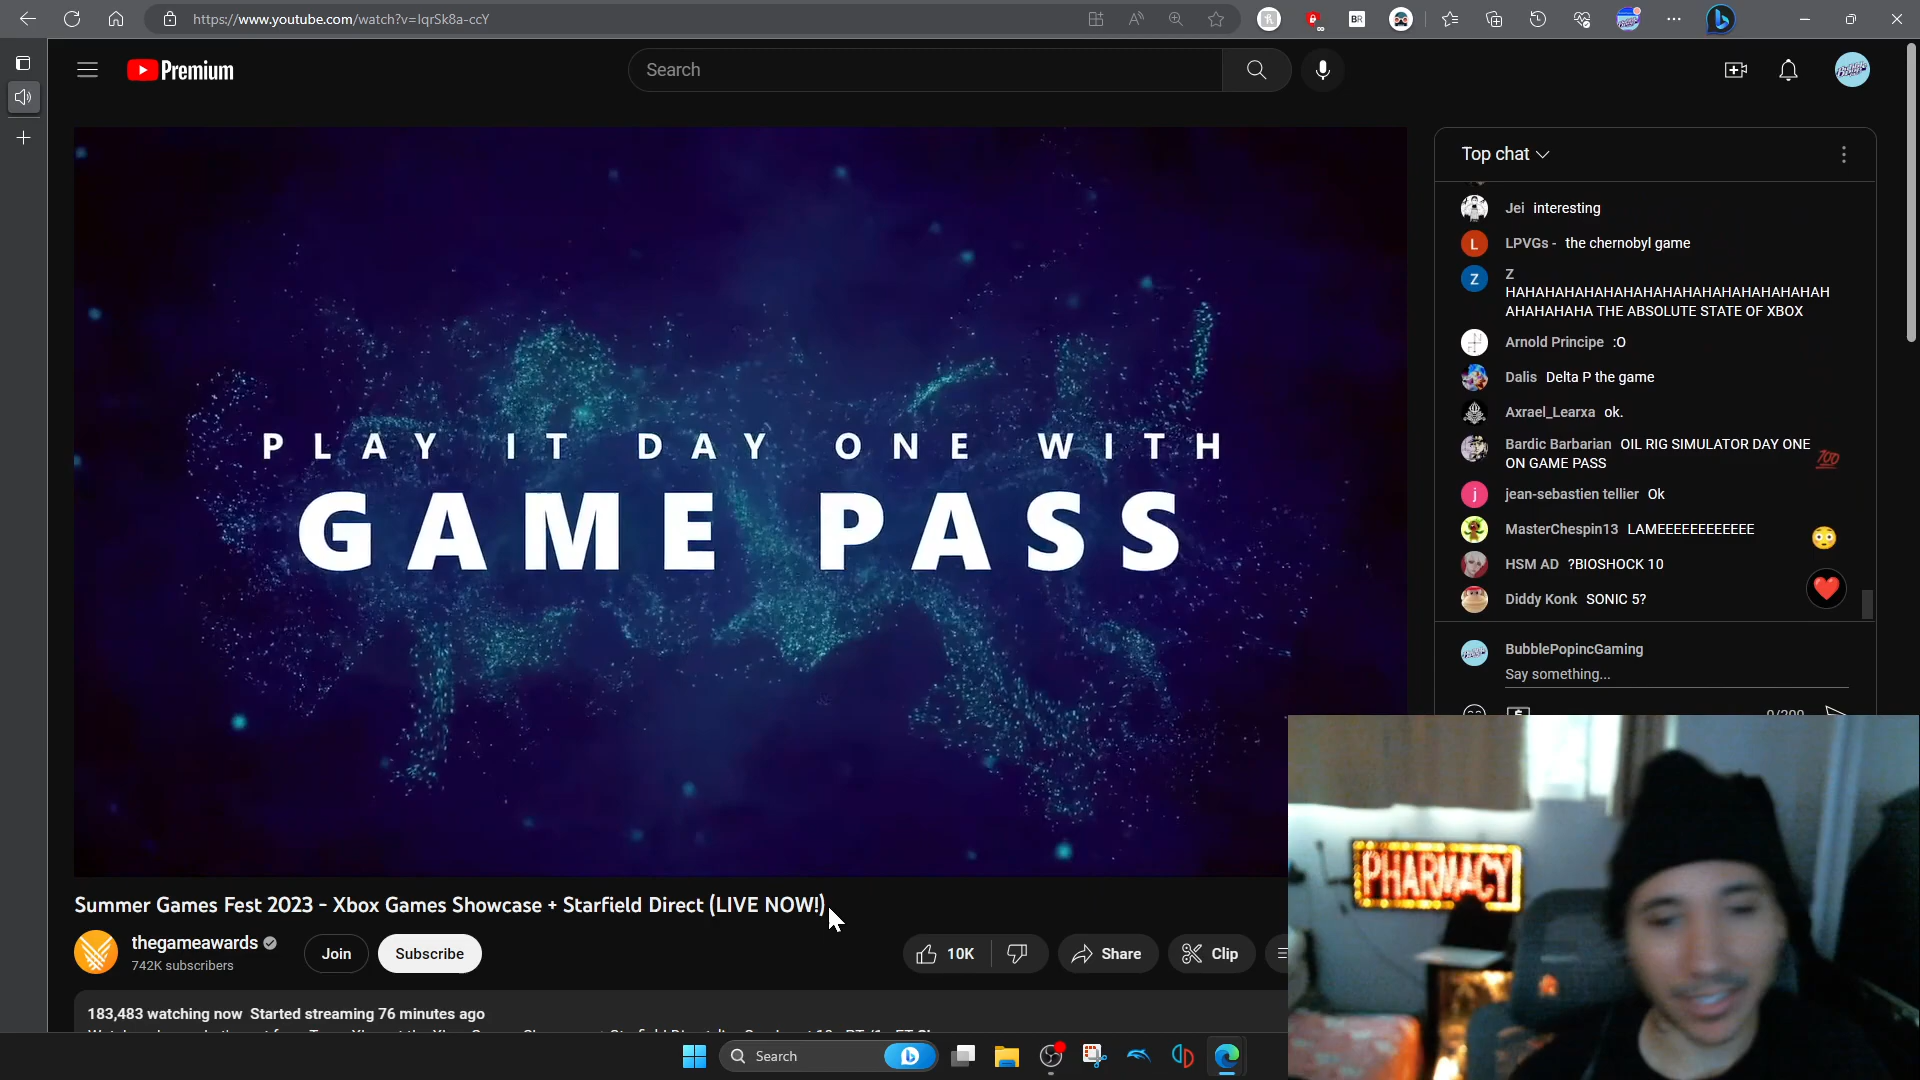 https://www.youtube.com/watch?v=IqrSk8a-ccY
BR
Premium
Search
PLAY IT DAY ONE WITH
GAME PASS
Top chat
Jei interesting
L
LPVGs - the chernobyl game
Z
Z
HAHAHAHAHAHAHAHAHAHAHAHAHAHAHAHAH
AHAHAHAHA THE ABSOLUTE STATE OF XBOX
Arnold Principe :O
Dalis Delta P the game
Axrael_Learxa ok.
Bardic Barbarian OIL RIG SIMULATOR DAY ONE
ON GAME PASS
100
j
jean-sebastien tellier Ok
MasterChespin13 LAMEEEEEEEEEEEE
HSM AD ?BIOSHOCK 10
Diddy Konk SONIC 5?
BubblePopincGaming
Say something...
0/200
PHARMACY
Summer Games Fest 2023 - Xbox Games Showcase + Starfield Direct (LIVE NOW!)
thegameawards
742K subscribers
Join
Subscribe
10K
Share
Clip
183,483 watching now Started streaming 76 minutes ago
Search